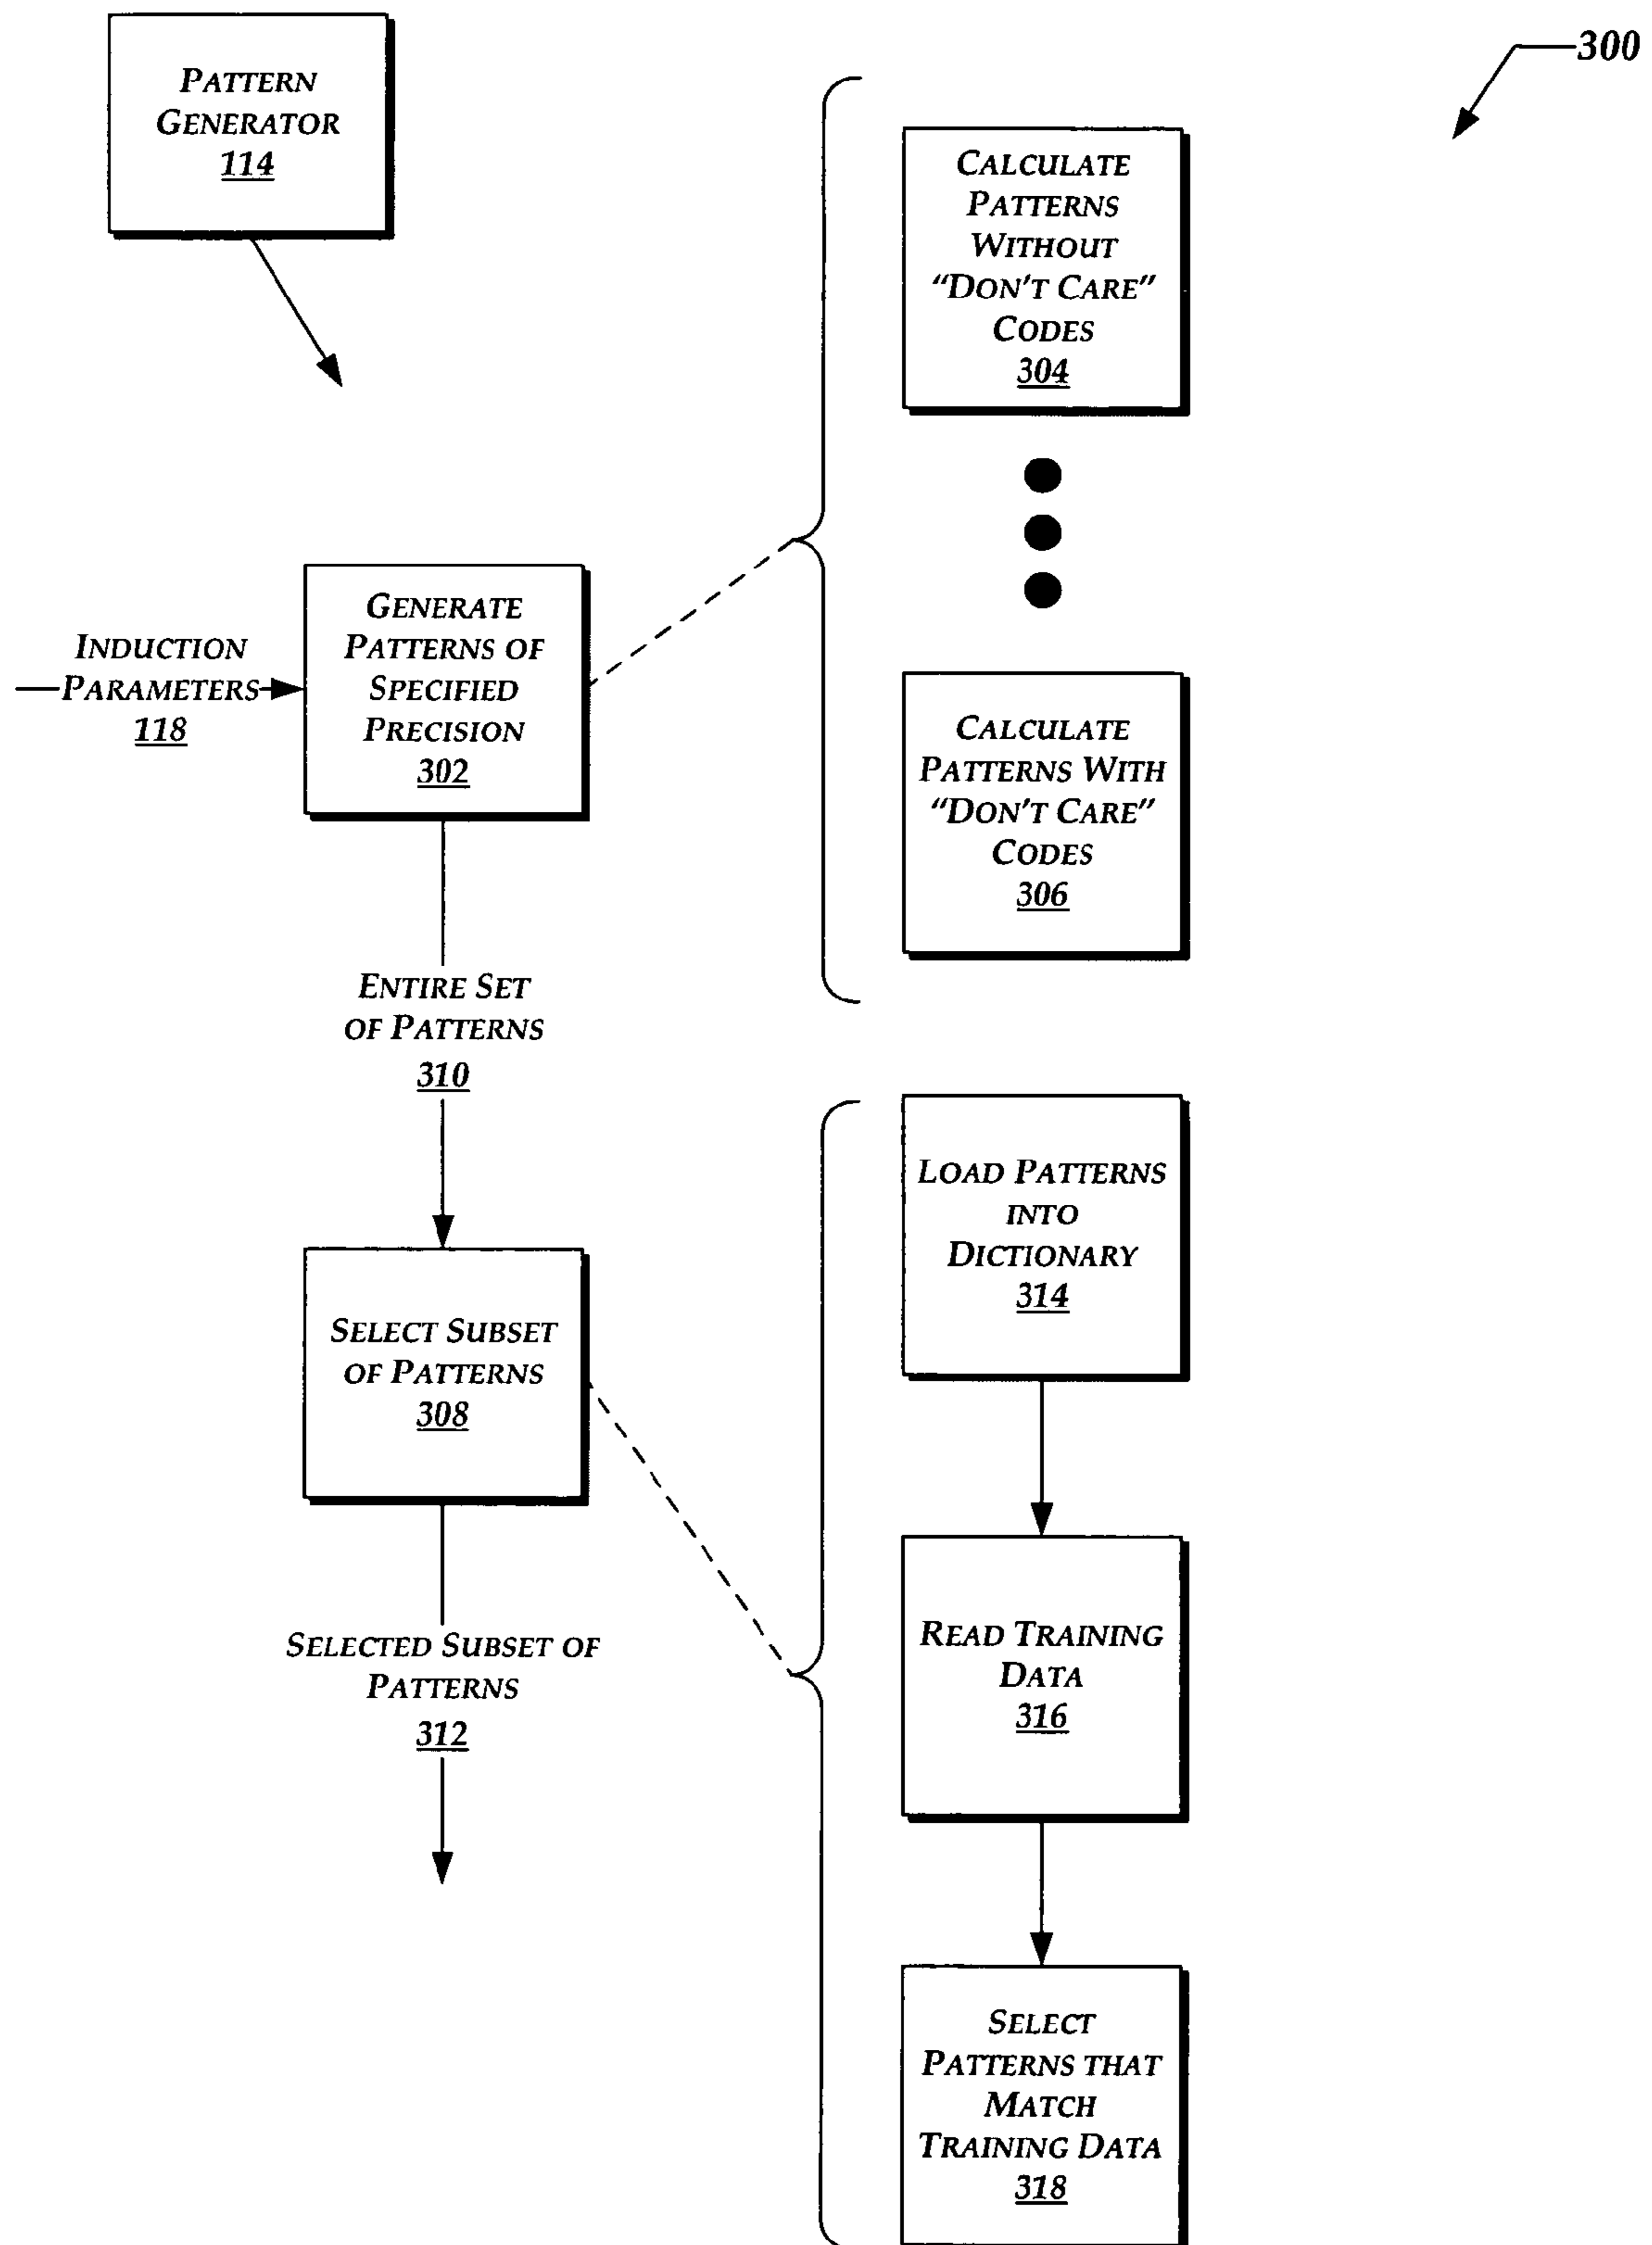 PATTERN
GENERATOR
114
300
CALCULATE
PATTERNS
WITHOUT
“DON'T CARE”
CODES
304
INDUCTION
PARAMETERS
118
GENERATE
PATTERNS OF
SPECIFIED
PRECISION
302
CALCULATE
PATTERNS WITH
“DON'T CARE”
CODES
306
ENTIRE SET
OF PATTERNS
310
LOAD PATTERNS
INTO
DICTIONARY
314
SELECT SUBSET
OF PATTERNS
308
READ TRAINING
DATA
316
SELECTED SUBSET OF
PATTERNS
312
SELECT
PATTERNS THAT
MATCH
TRAINING DATA
318